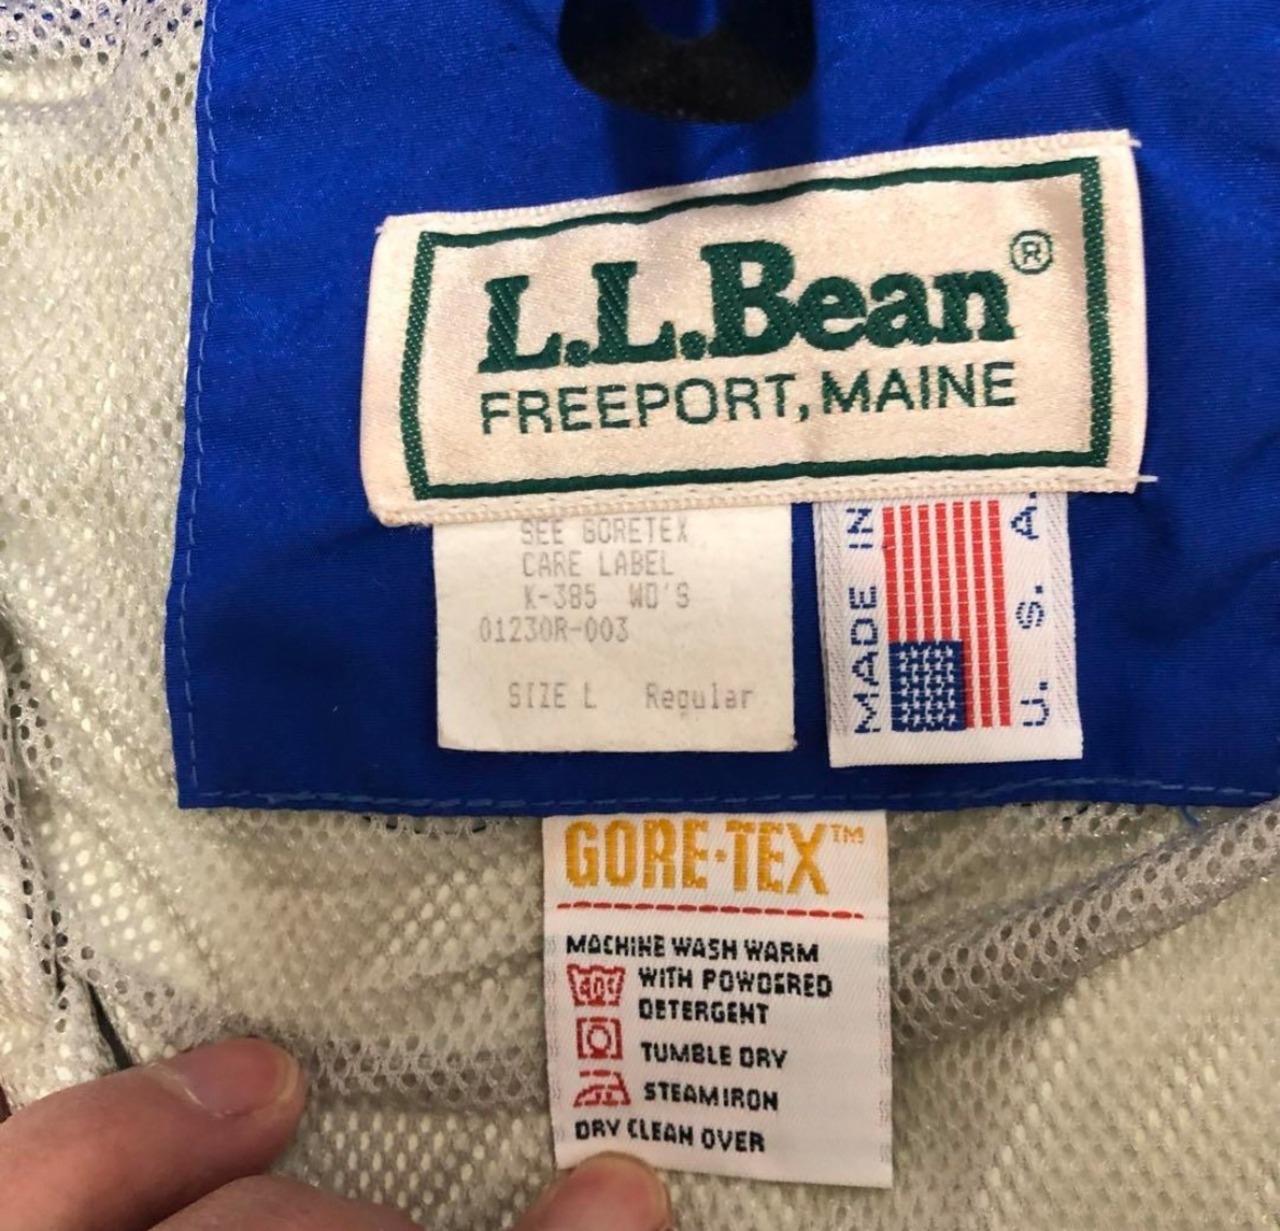 L.L.Bean®
FREEPORT, MAINE
SEE GORETEX
CARE LABEL
K-385 WO'S
01230R-003
SIZE L Regular
MADE IN
U. S. A.
GORE-TEX™
MACHINE WASH WARM
WITH POWDERED
DETERGENT
TUMBLE DRY
STEAM IRON
DRY CLEAN OVER